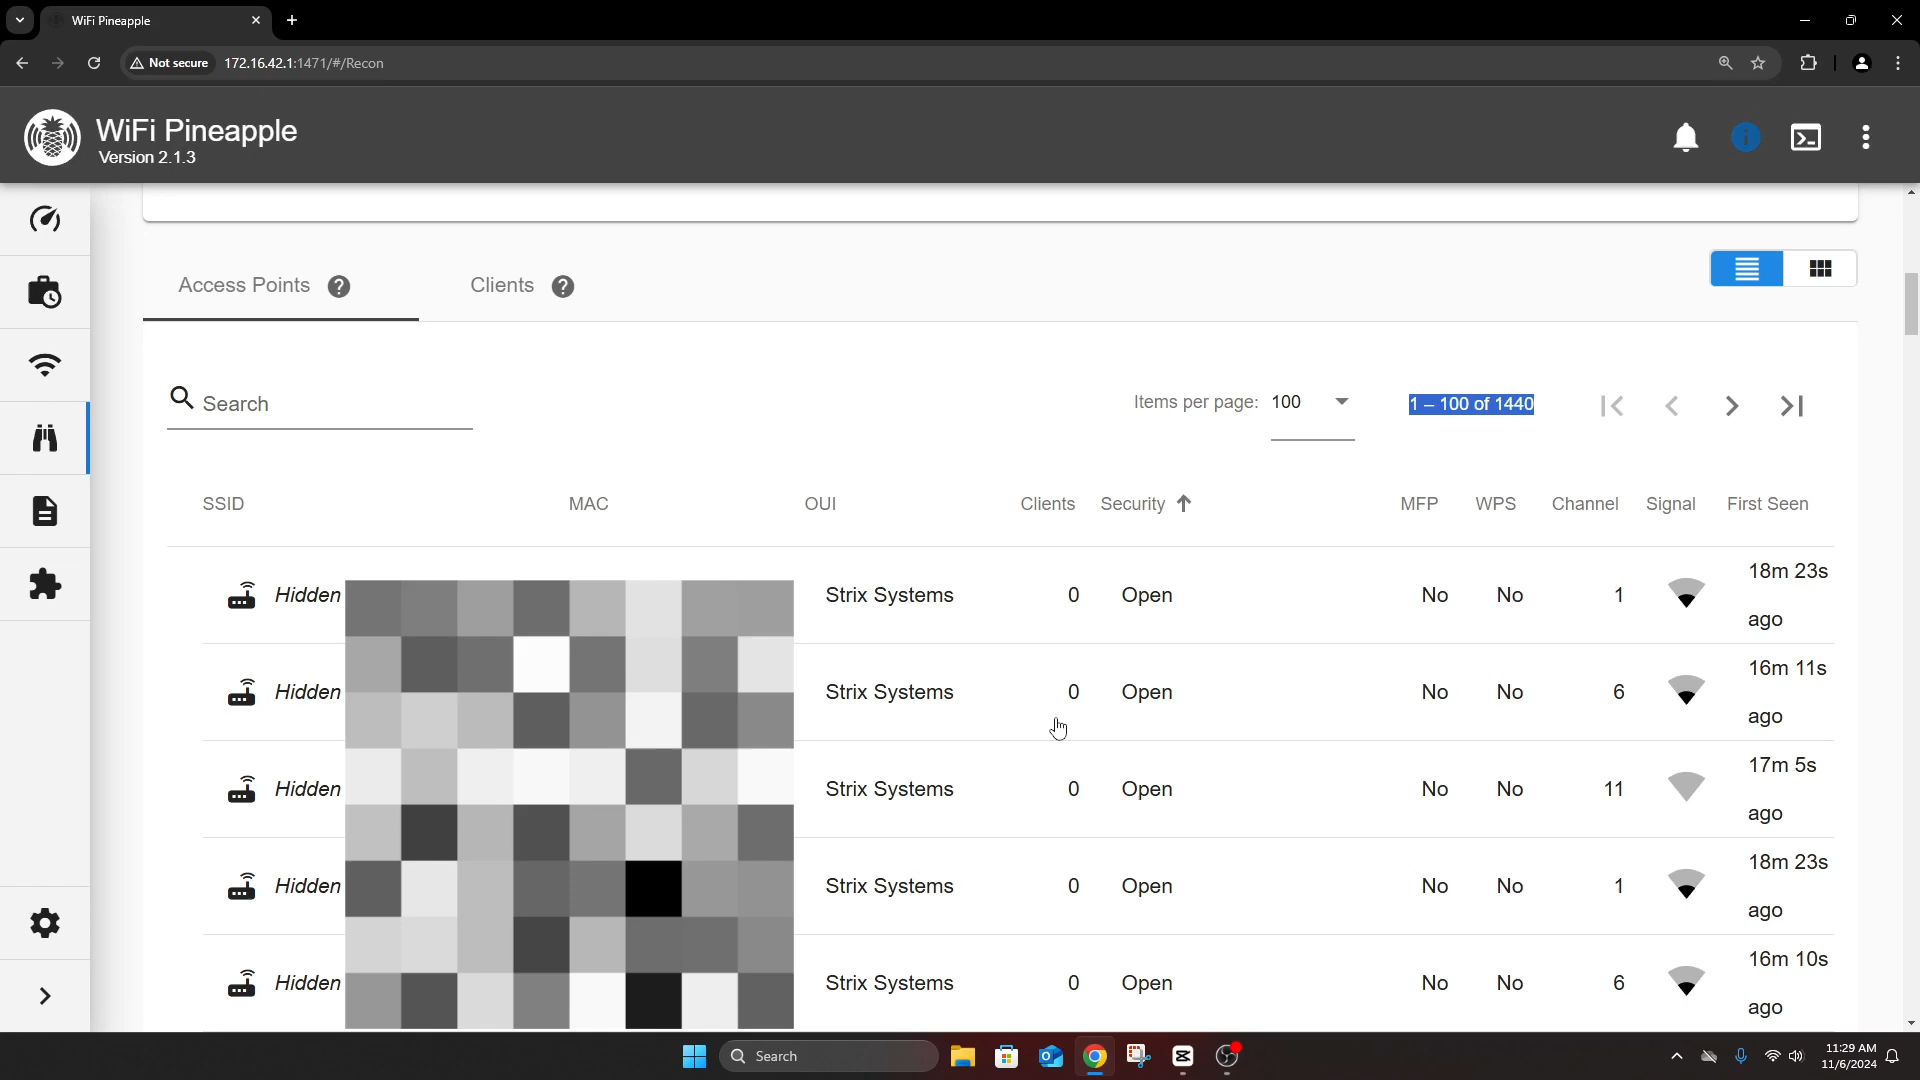 WiFi Pineapple
Not secure 172.16.42.1:1471/#/Recon
WiFi Pineapple
Version 2.1.3
Access Points ? Clients ?
Search Items per page: 100 1 – 100 of 1440
SSID MAC OUI Clients Security MFP WPS Channel Signal First Seen
Hidden Strix Systems 0 Open No No 1 18m 23s
ago
Hidden Strix Systems 0 Open No No 6 16m 11s
ago
Hidden Strix Systems 0 Open No No 11 17m 5s
ago
Hidden Strix Systems 0 Open No No 1 18m 23s
ago
Hidden Strix Systems 0 Open No No 6 16m 10s
ago
Search 11:29 AM
11/6/2024